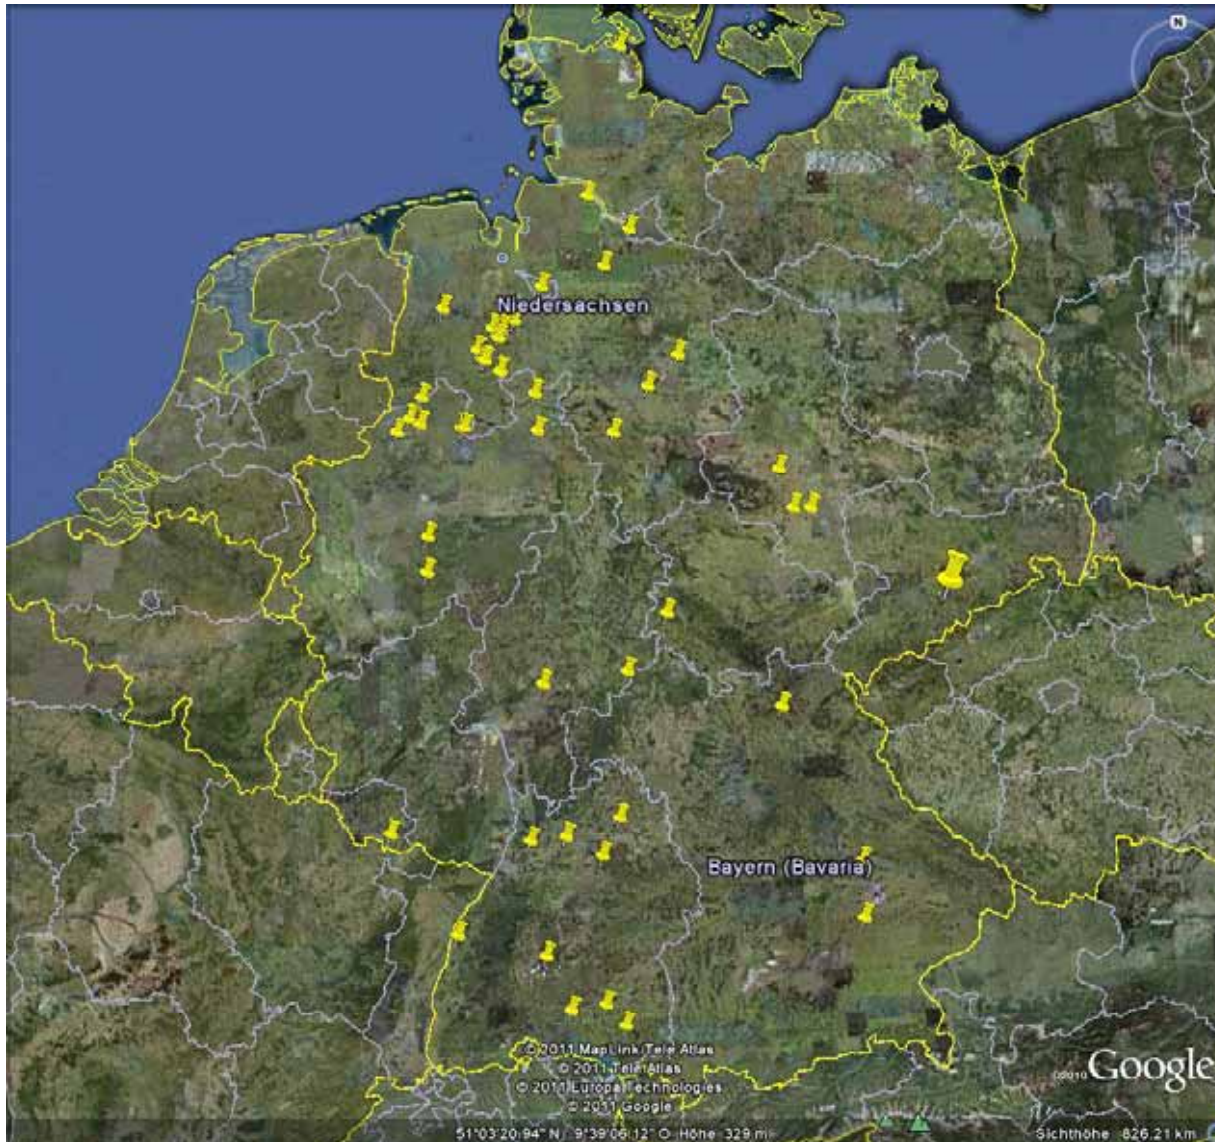 N
Niedersachsen
Bayern (Bavaria)
© 2011 MapLink/Tele Atlas
© 2011 Tele Atlas
© 2011 Europa Technologies
© 2011 Google
©2010 Google
51°03'20.94" N 9°39'06.12" O Höhe 329 m
Sichthöhe 826.21 km